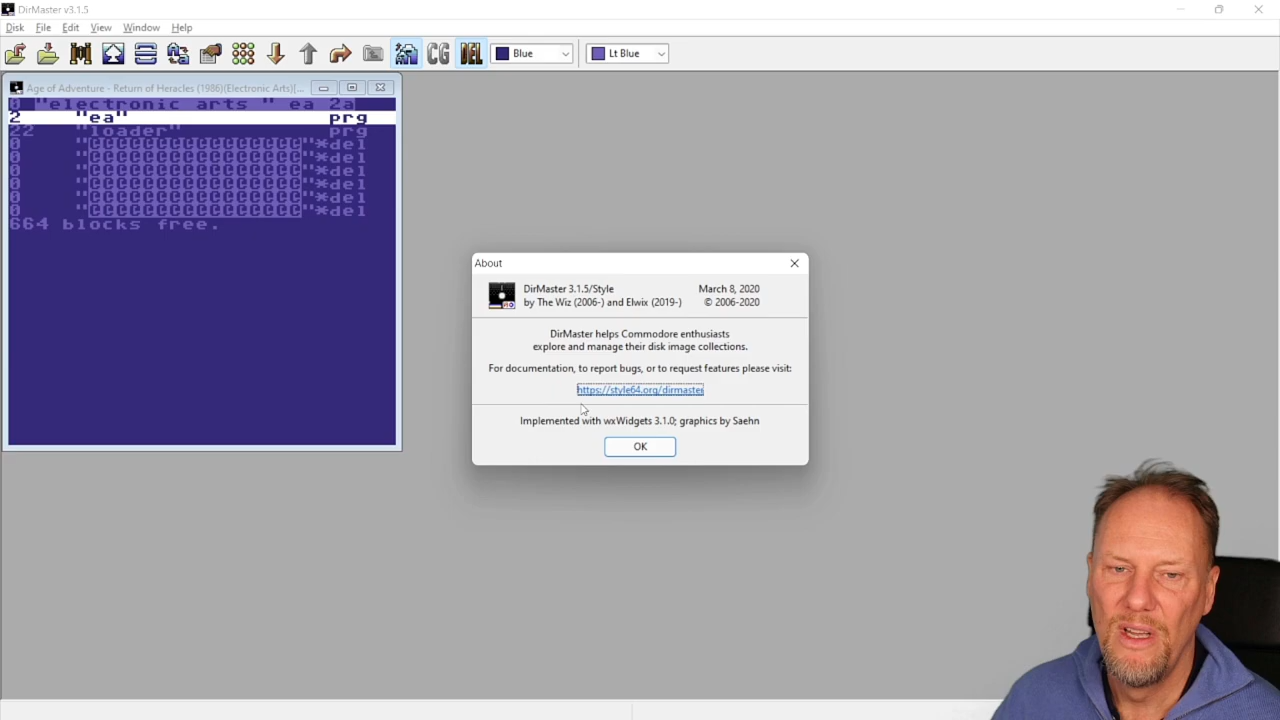 DirMaster v3.1.5
Disk File Edit View Window Help
CG DEL Blue Lt Blue
Age of Adventure - Return of Heracles (1986)(Electronic Arts)[...
0 "electronic arts " ea 2a
2 "ea" prg
22 "loader" prg
0 "CCCCCCCCCCCCCCCC"*del
0 "CCCCCCCCCCCCCCCC"*del
0 "CCCCCCCCCCCCCCCC"*del
0 "CCCCCCCCCCCCCCCC"*del
0 "CCCCCCCCCCCCCCCC"*del
0 "CCCCCCCCCCCCCCCC"*del
664 blocks free.
About
DirMaster 3.1.5/Style March 8, 2020
by The Wiz (2006-) and Elwix (2019-) © 2006-2020
DirMaster helps Commodore enthusiasts
explore and manage their disk image collections.
For documentation, to report bugs, or to request features please visit:
https://style64.org/dirmaster
Implemented with wxWidgets 3.1.0; graphics by Saehn
OK